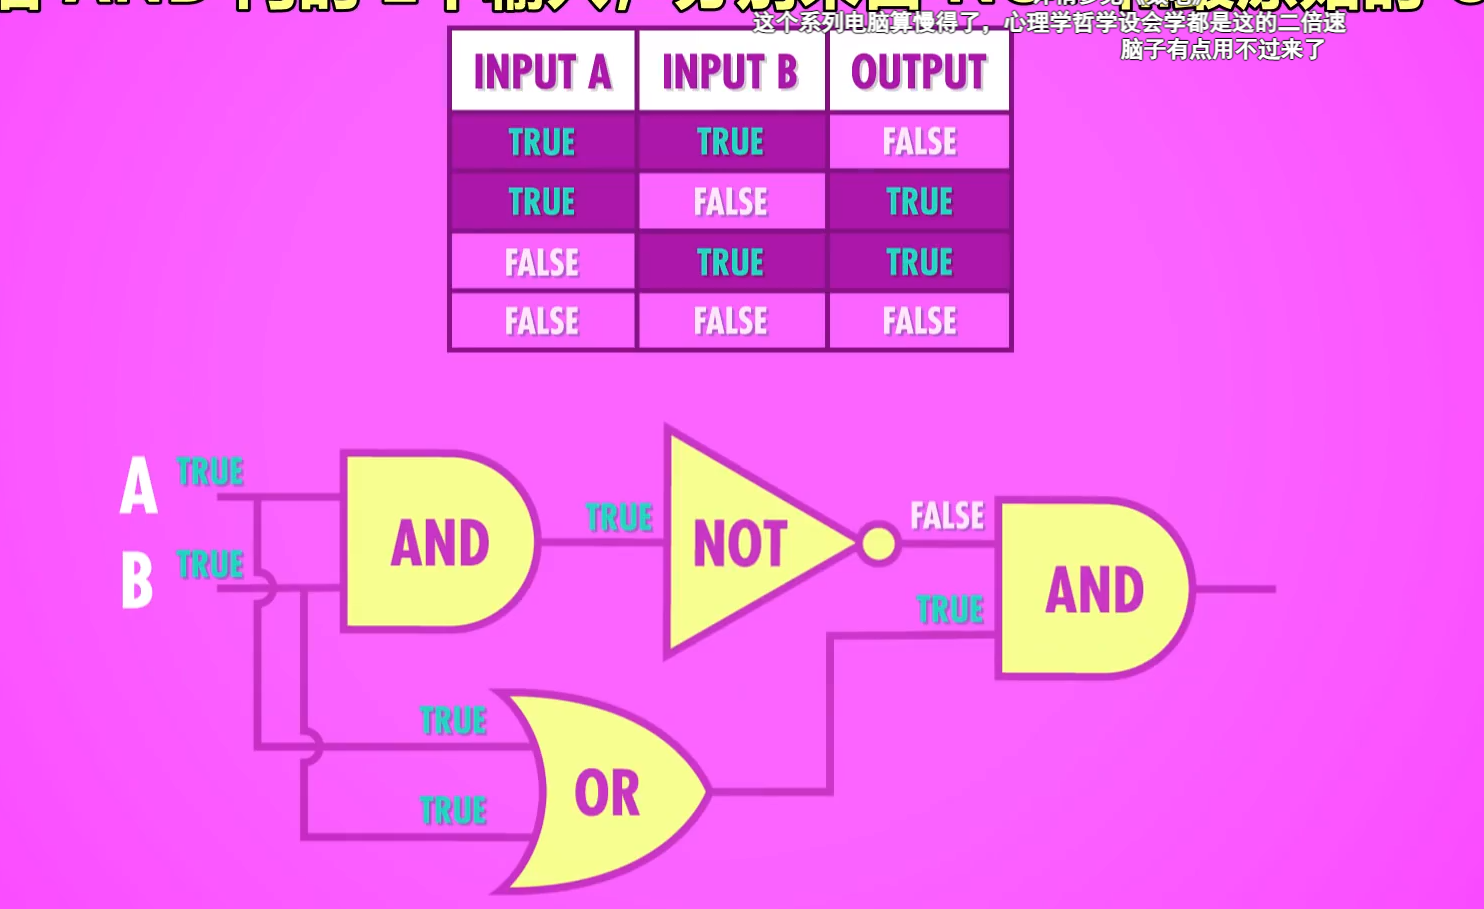 AND
2
这个系列电脑算慢得了，心理学哲学设会学都是这的二倍速
脑子有点用不过来了
INPUT A INPUT B OUTPUT
TRUE TRUE FALSE
TRUE FALSE TRUE
FALSE TRUE TRUE
FALSE FALSE FALSE
A TRUE
B TRUE
AND
TRUE
NOT
FALSE
TRUE
AND
TRUE
TRUE
OR